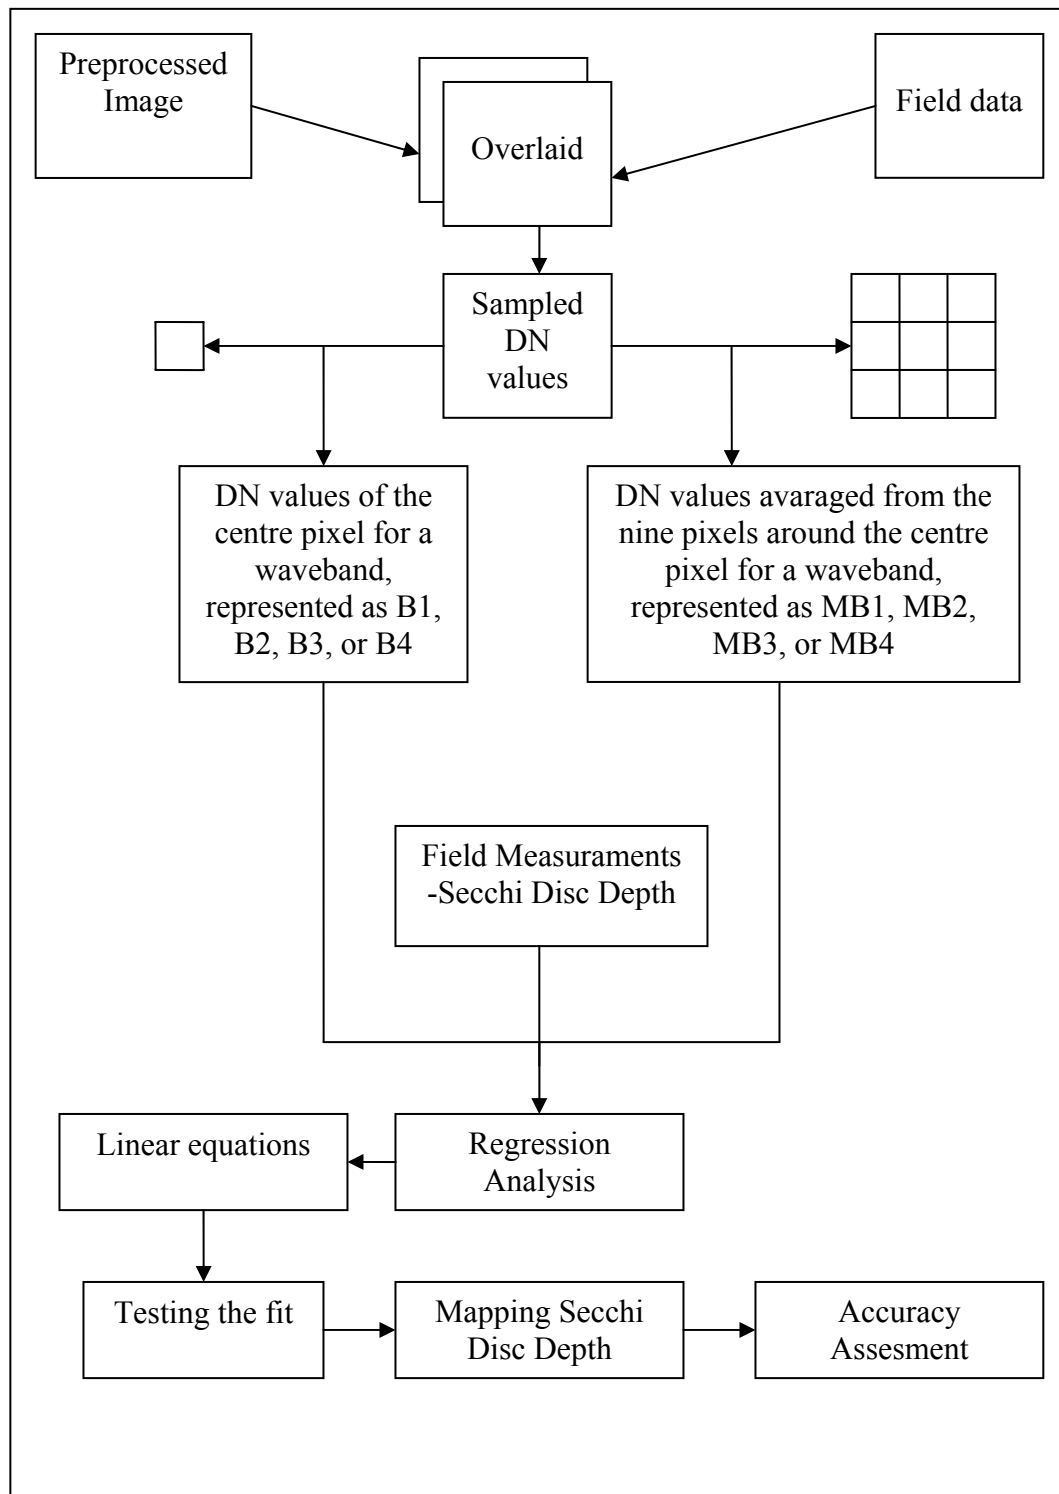 Preprocessed
Image
Overlaid
Field data
Sampled
DN
values
DN values of the
centre pixel for a
waveband,
represented as B1,
B2, B3, or B4
DN values avaraged from the
nine pixels around the centre
pixel for a waveband,
represented as MB1, MB2,
MB3, or MB4
Field Measuraments
-Secchi Disc Depth
Linear equations
Regression
Analysis
Testing the fit
Mapping Secchi
Disc Depth
Accuracy
Assesment